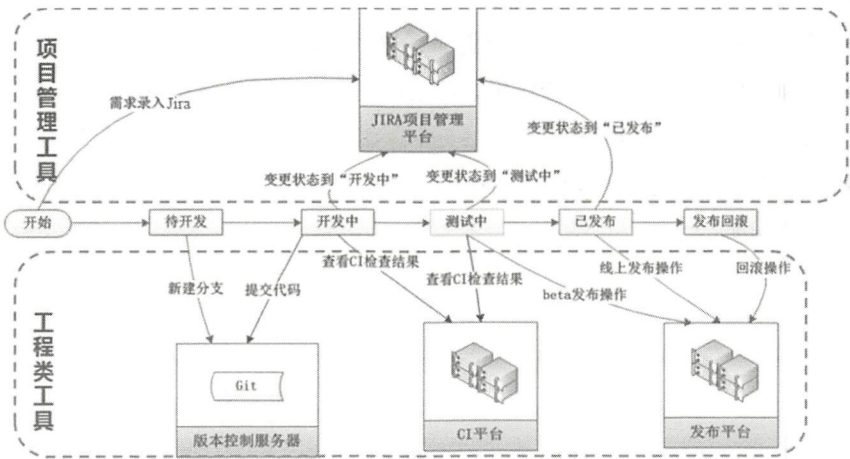 项目管理工具
需求录入Jira
JIRA项目管理
平台
变更状态到“已发布”
变更状态到“开发中”
变更状态到“测试中”
开始
待开发
开发中
测试中
已发布
发布回滚
工程类工具
新建分支
提交代码
查看CI检查结果
查看CI检查结果
beta发布操作
线上发布操作
回滚操作
Git
版本控制服务器
CI平台
发布平台